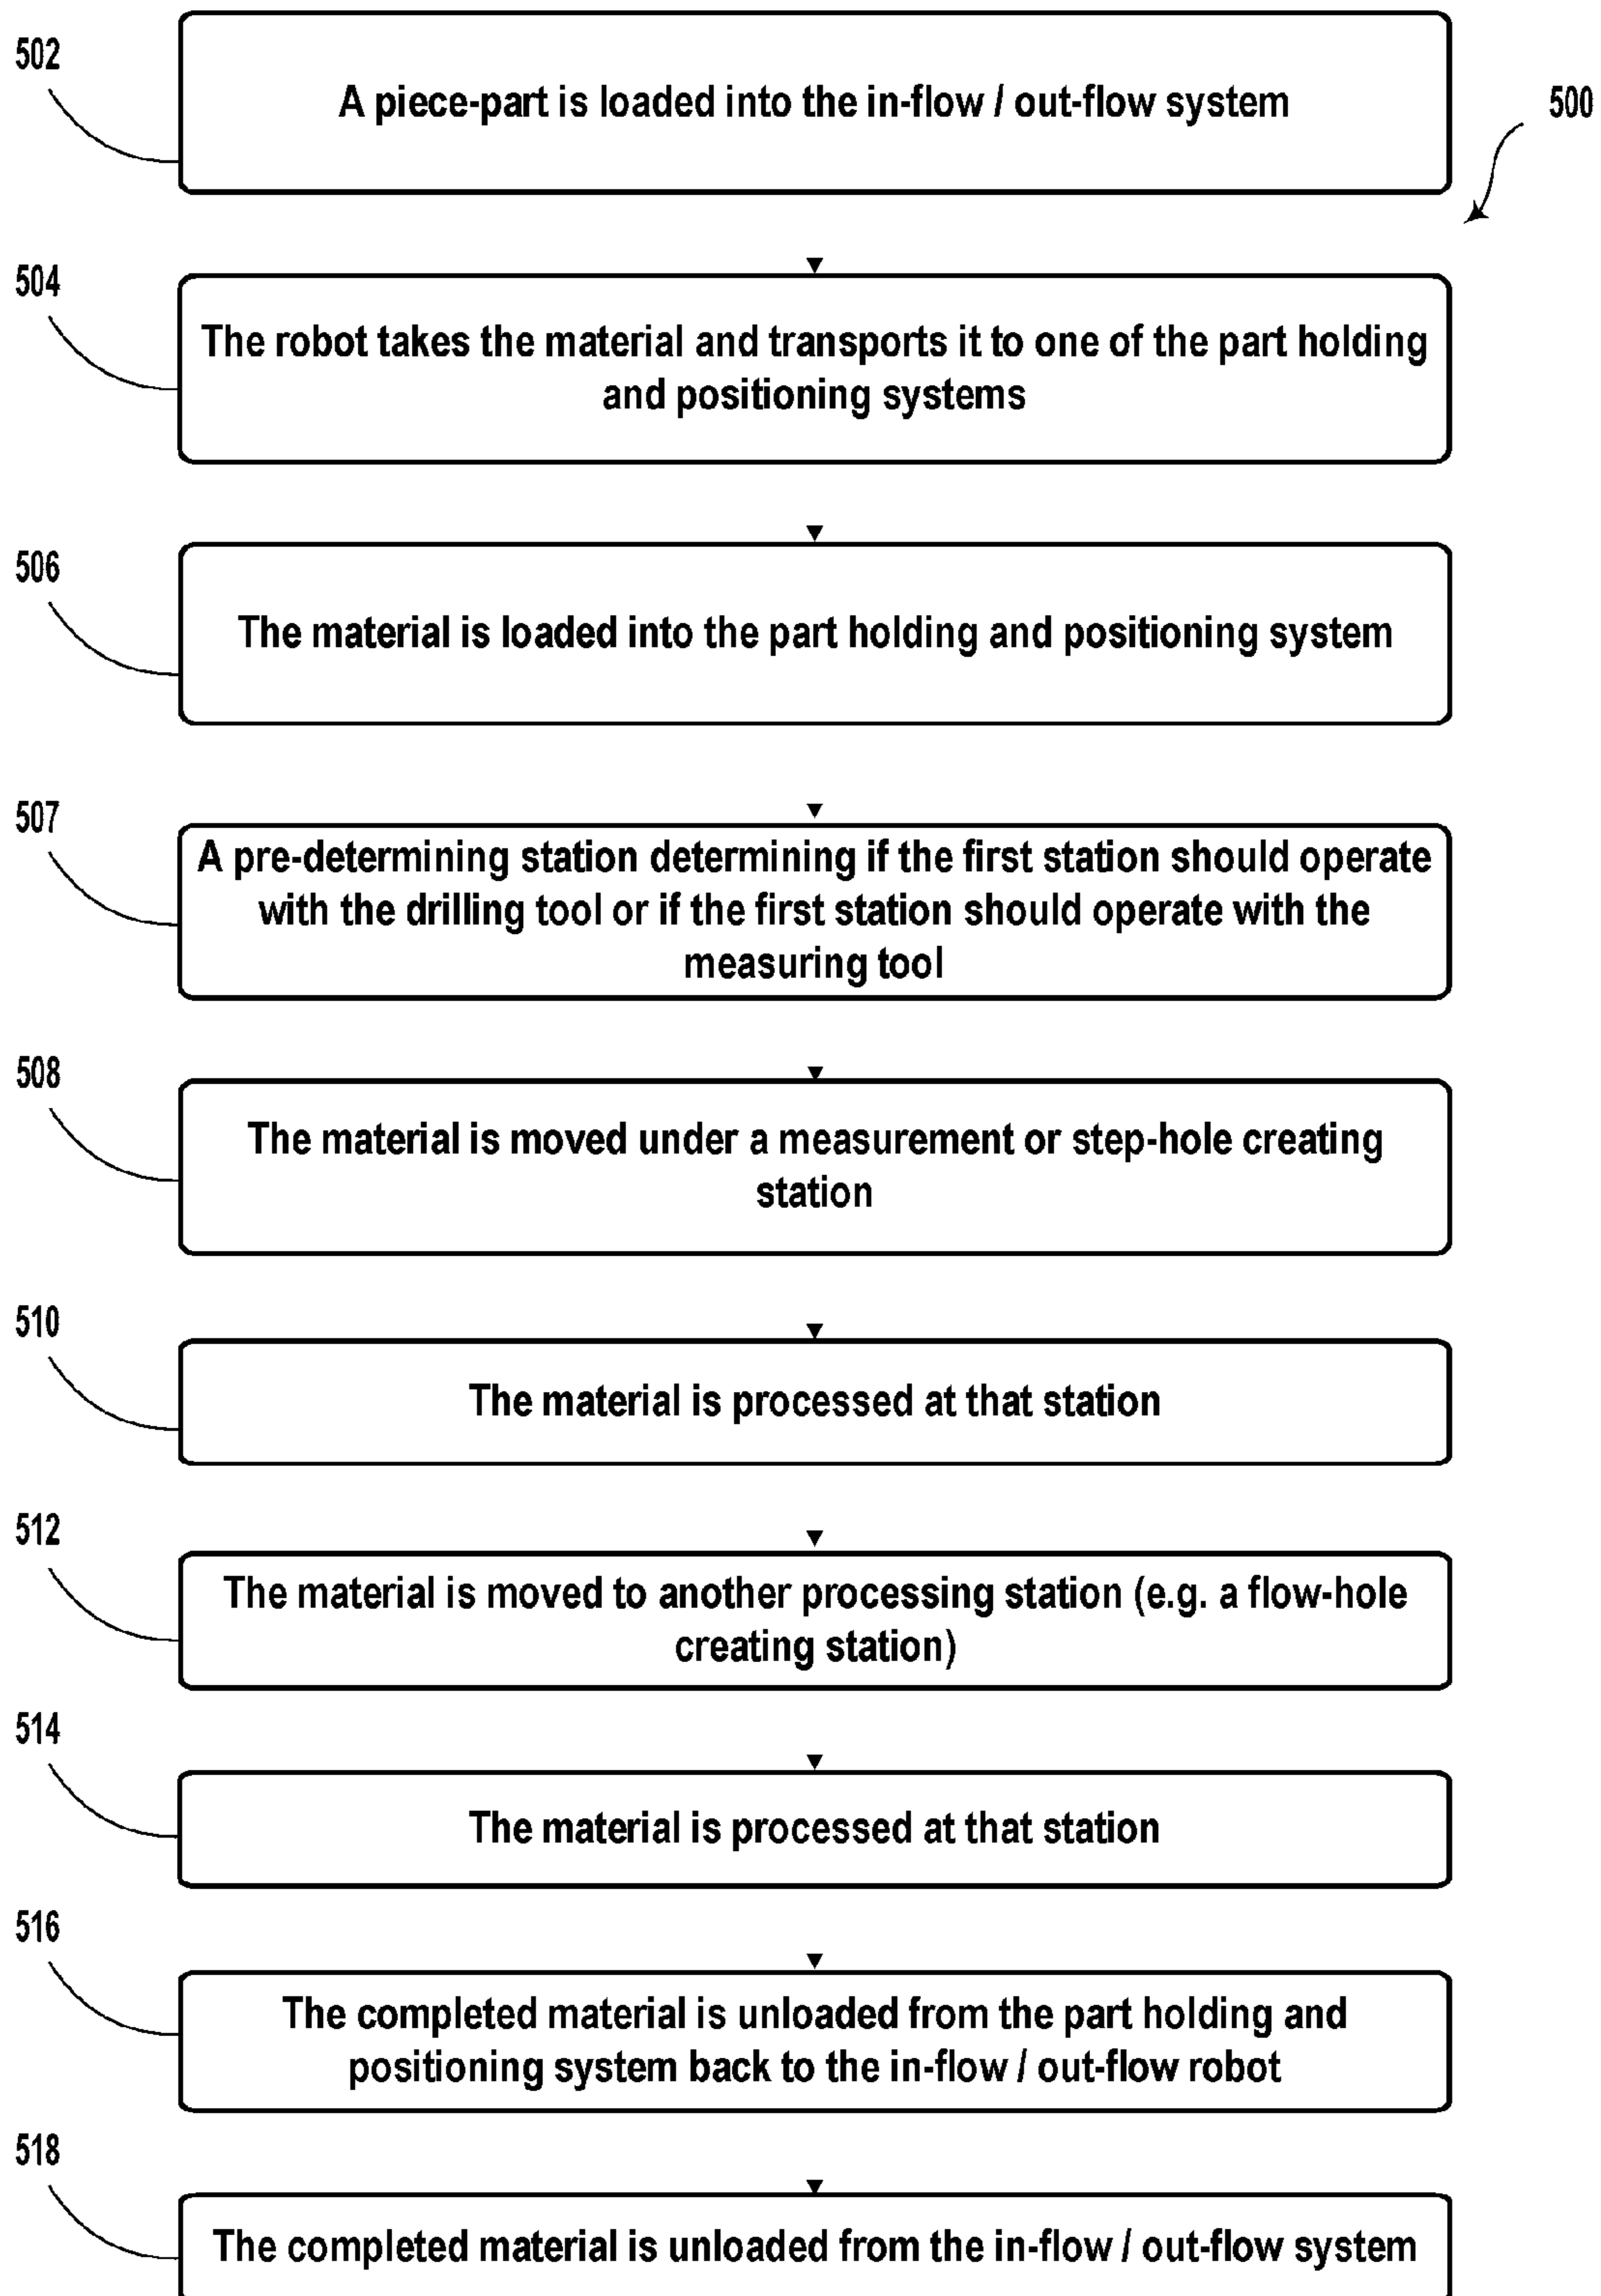 502
A piece-part is loaded into the in-flow / out-flow system
500
504
The robot takes the material and transports it to one of the part holding
and positioning systems
506
The material is loaded into the part holding and positioning system
507
A pre-determining station determining if the first station should operate
with the drilling tool or if the first station should operate with the
measuring tool
508
The material is moved under a measurement or step-hole creating
station
510
The material is processed at that station
512
The material is moved to another processing station (e.g. a flow-hole
creating station)
514
The material is processed at that station
516
The completed material is unloaded from the part holding and
positioning system back to the in-flow / out-flow robot
518
The completed material is unloaded from the in-flow / out-flow system